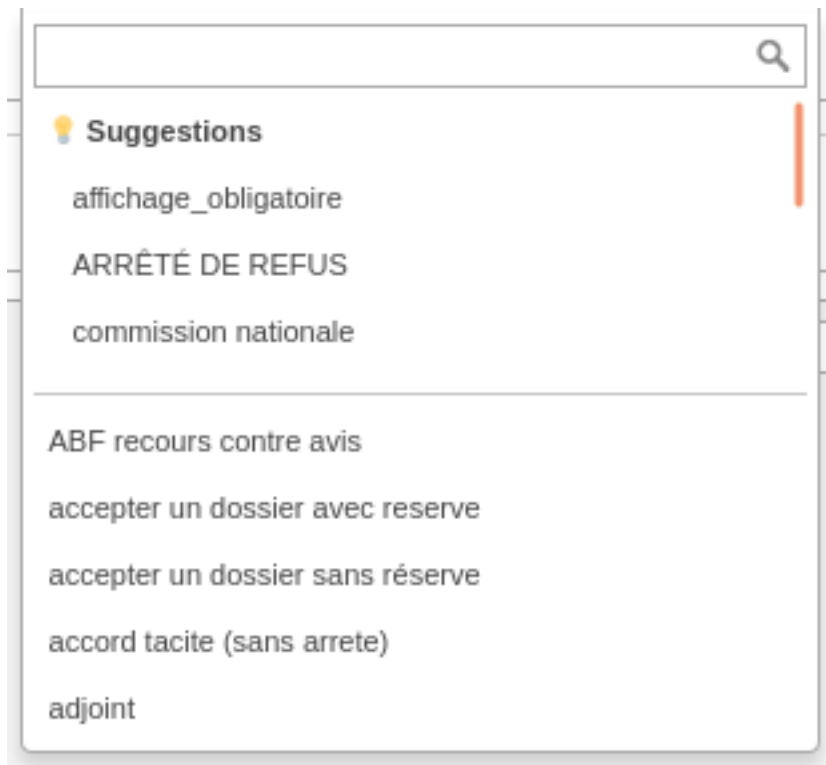 Suggestions
affichage_obligatoire
ARRÊTÉ DE REFUS
commission nationale
ABF recours contre avis
accepter un dossier avec reserve
accepter un dossier sans réserve
accord tacite (sans arrete)
adjoint